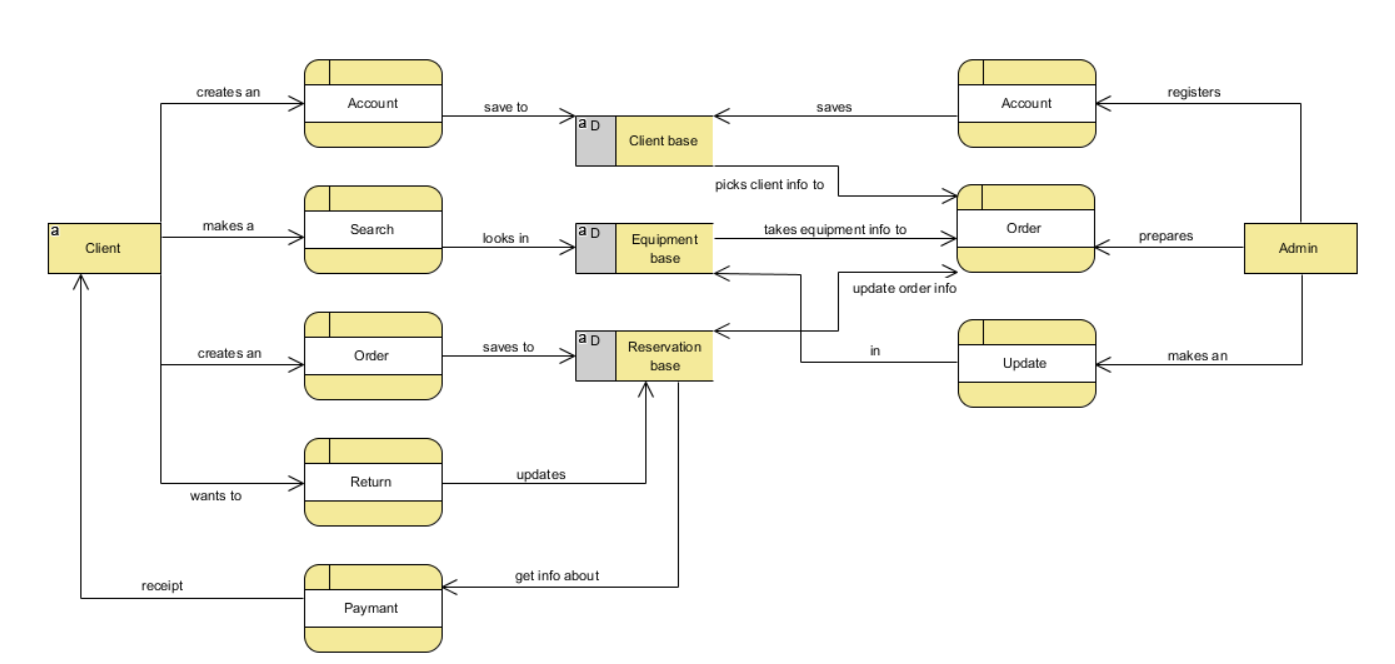 creates an
Account
save to
a D
Client base
saves
Account
registers
picks client info to
a
Client
makes a
Search
looks in
a D
Equipment
base
takes equipment info to
Order
prepares
Admin
update order info
creates an
Order
saves to
a D
Reservation
base
in
Update
makes an
wants to
Return
updates
receipt
Paymant
get info about